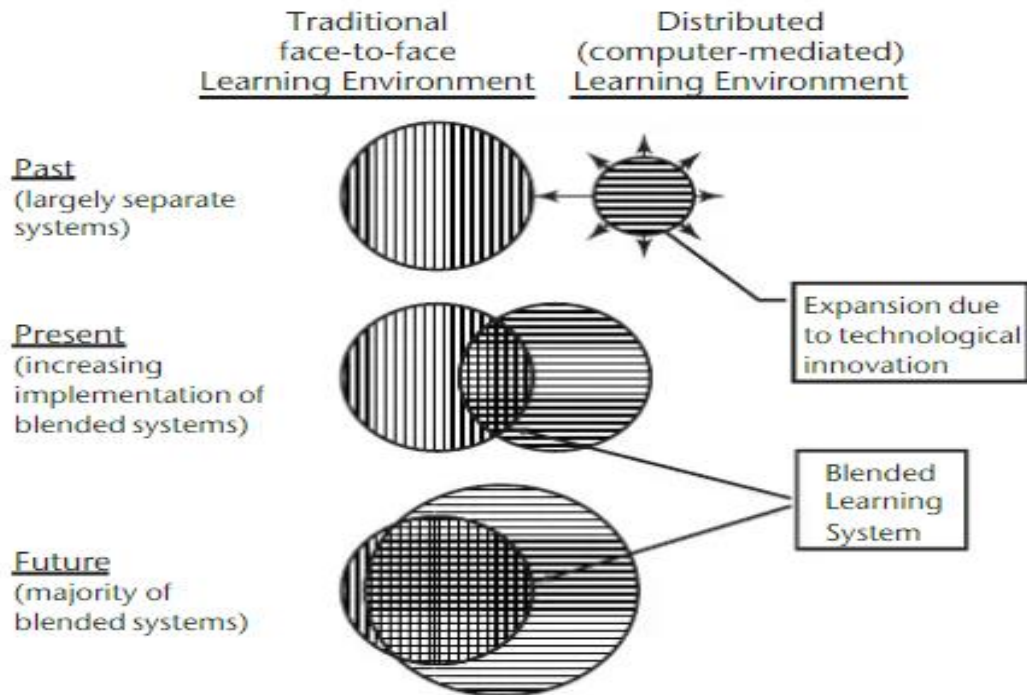 Traditional
face-to-face
Learning Environment
Distributed
(computer-mediated)
Learning Environment
Past
(largely separate
systems)
Expansion due
to technological
innovation
Present
(increasing
implementation of
blended systems)
Blended
Learning
System
Future
(majority of
blended systems)